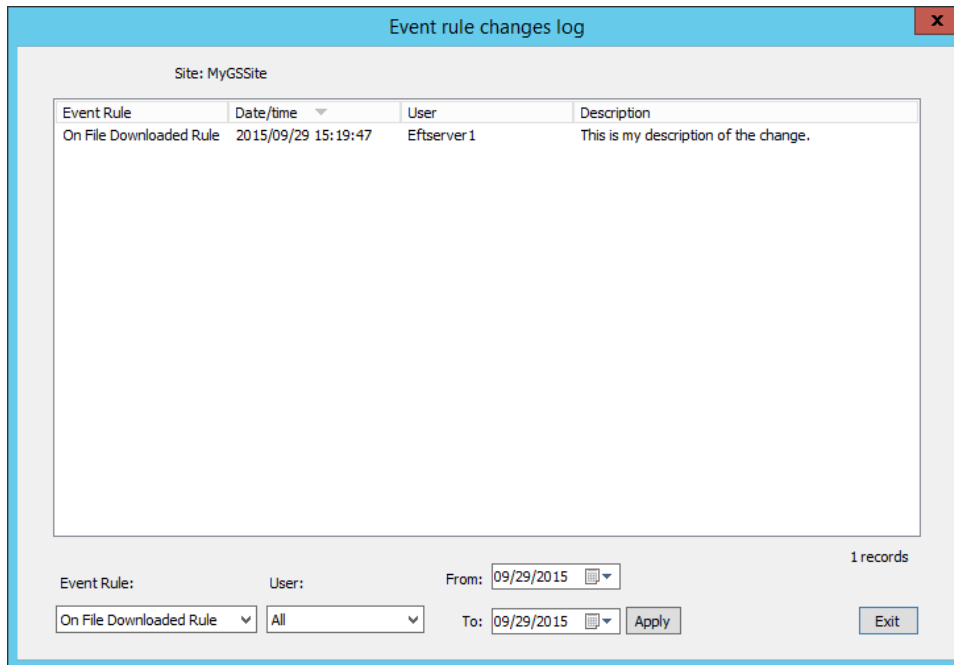 Event rule changes log
x
Site: MyGSSite
Event Rule Date/time User Description
On File Downloaded Rule 2015/09/29 15:19:47 Eftserver1 This is my description of the change.
1 records
Event Rule: User: From: 09/29/2015
On File Downloaded Rule All To: 09/29/2015 Apply Exit